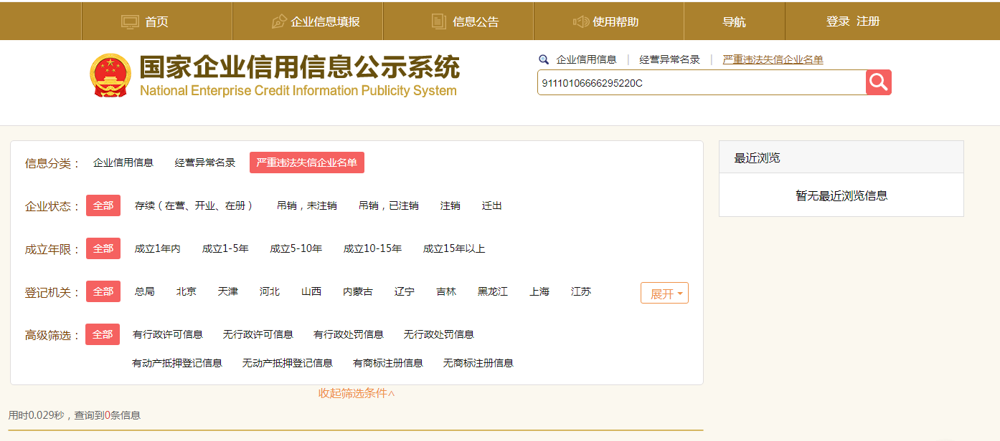 首页 企业信息填报 信息公告 使用帮助 导航 登录 注册
国家企业信用信息公示系统
National Enterprise Credit Information Publicity System
企业信用信息 | 经营异常名录 | 严重违法失信企业名单
91110106666295220C
信息分类： 企业信用信息 经营异常名录 严重违法失信企业名单
企业状态： 全部 存续（在营、开业、在册） 吊销，未注销 吊销，已注销 注销 迁出
成立年限： 全部 成立1年内 成立1-5年 成立5-10年 成立10-15年 成立15年以上
登记机关： 全部 总局 北京 天津 河北 山西 内蒙古 辽宁 吉林 黑龙江 上海 江苏 展开
高级筛选： 全部 有行政许可信息 无行政许可信息 有行政处罚信息 无行政处罚信息
有动产抵押登记信息 无动产抵押登记信息 有商标注册信息 无商标注册信息
收起筛选条件^
用时0.029秒，查询到0条信息
最近浏览
暂无最近浏览信息